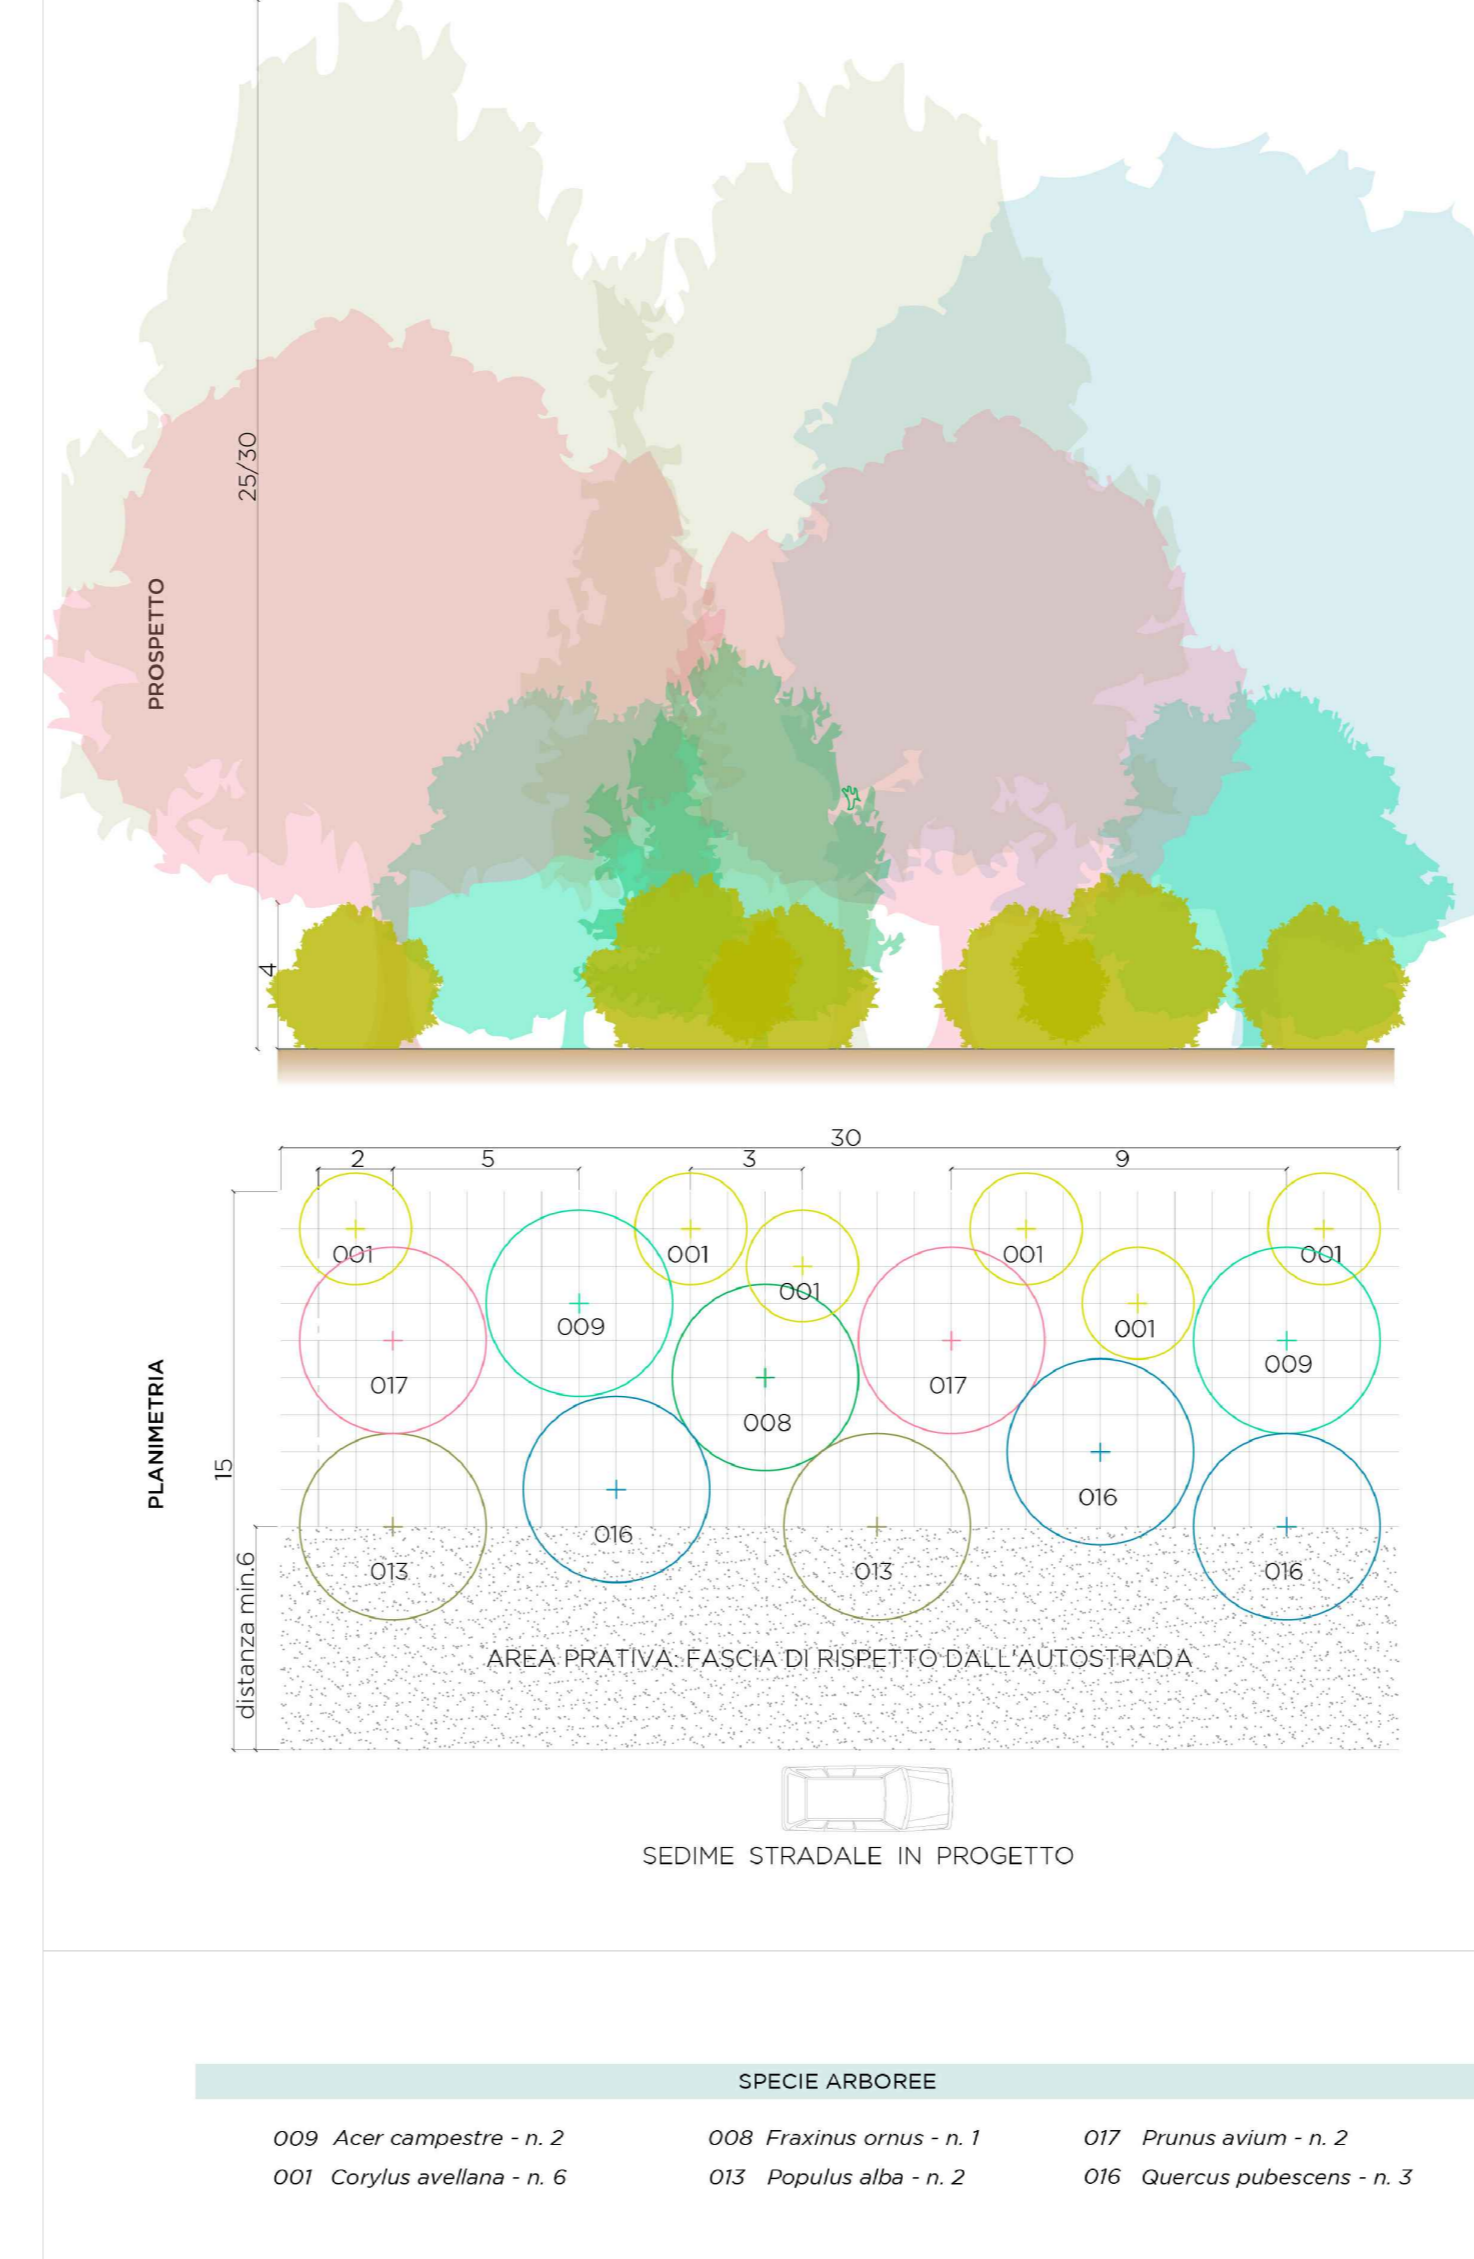 25/30
PROSPETTO
4
30
2 5 3 9
001 001 001 001
001
009 001
009
017 017
008
016
016
013 013 016
PLANIMETRIA
15
distanza min.6
AREA PRATIVA: FASCIA DI RISPETTO DALL'AUTOSTRADA
SEDIME STRADALE IN PROGETTO
SPECIE ARBOREE
009 Acer campestre - n. 2 008 Fraxinus ornus - n. 1 017 Prunus avium - n. 2
001 Corylus avellana - n. 6 013 Populus alba - n. 2 016 Quercus pubescens - n. 3